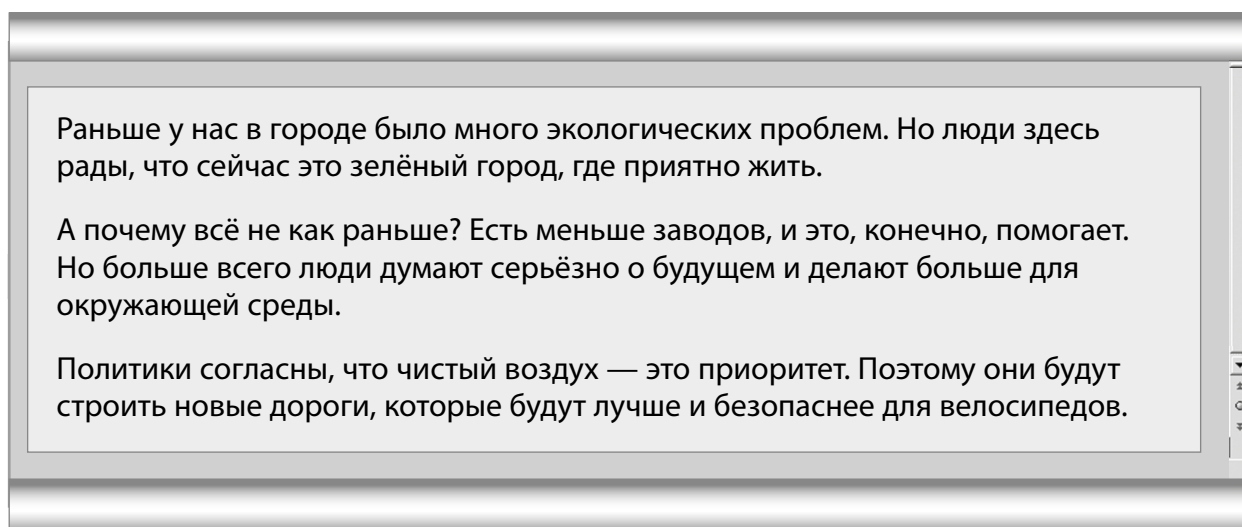 Раньше у нас в городе было много экологических проблем. Но люди здесь
рады, что сейчас это зелёный город, где приятно жить.
А почему всё не как раньше? Есть меньше заводов, и это, конечно, помогает.
Но больше всего люди думают серьёзно о будущем и делают больше для
окружающей среды.
Политики согласны, что чистый воздух — это приоритет. Поэтому они будут
строить новые дороги, которые будут лучше и безопаснее для велосипедов.